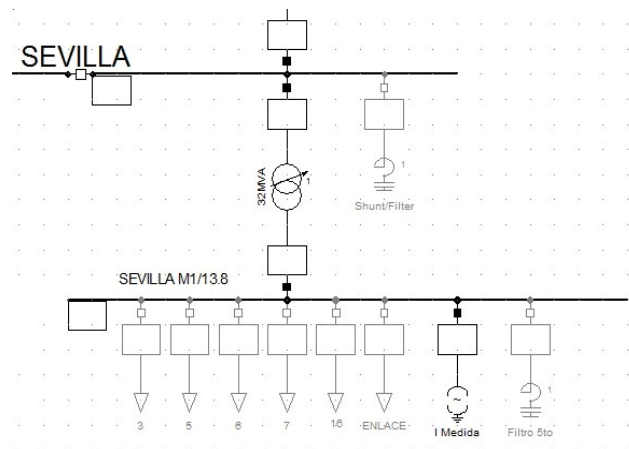 SEVILLA
32MVA
1
1
Shunt/Filter
SEVILLA M1/13.8
1
3
5
6
7
16
ENLACE
I Medida
Filtro 5to